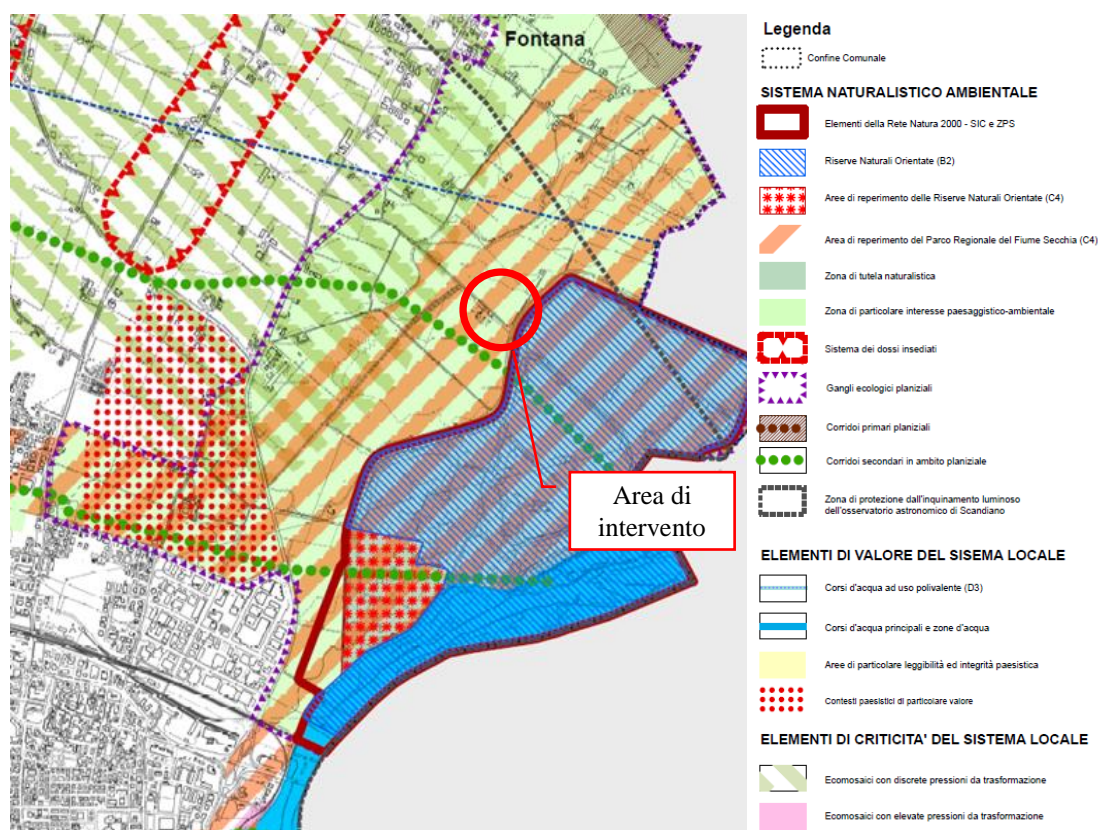 Fontana
Area di
intervento
Legenda
Confine Comunale
SISTEMA NATURALISTICO AMBIENTALE
Elementi della Rete Natura 2000 - SIC e ZPS
Riserve Naturali Orientate (B2)
Aree di reperimento delle Riserve Naturali Orientate (C4)
Area di reperimento del Parco Regionale del Fiume Secchia (C4)
Zona di tutela naturalistica
Zona di particolare interesse paesaggistico-ambientale
Sistema dei dossi insediati
Gangli ecologici planiziali
Corridoi primari planiziali
Corridoi secondari in ambito planiziale
Zona di protezione dall'inquinamento luminoso
dell'osservatorio astronomico di Scandiano
ELEMENTI DI VALORE DEL SISEMA LOCALE
Corsi d'acqua ad uso polivalente (D3)
Corsi d'acqua principali e zone d'acqua
Aree di particolare leggibilità ed integrità paesistica
Contesti paesistici di particolare valore
ELEMENTI DI CRITICITA' DEL SISTEMA LOCALE
Ecomosaici con discrete pressioni da trasformazione
Ecomosaici con elevate pressioni da trasformazione